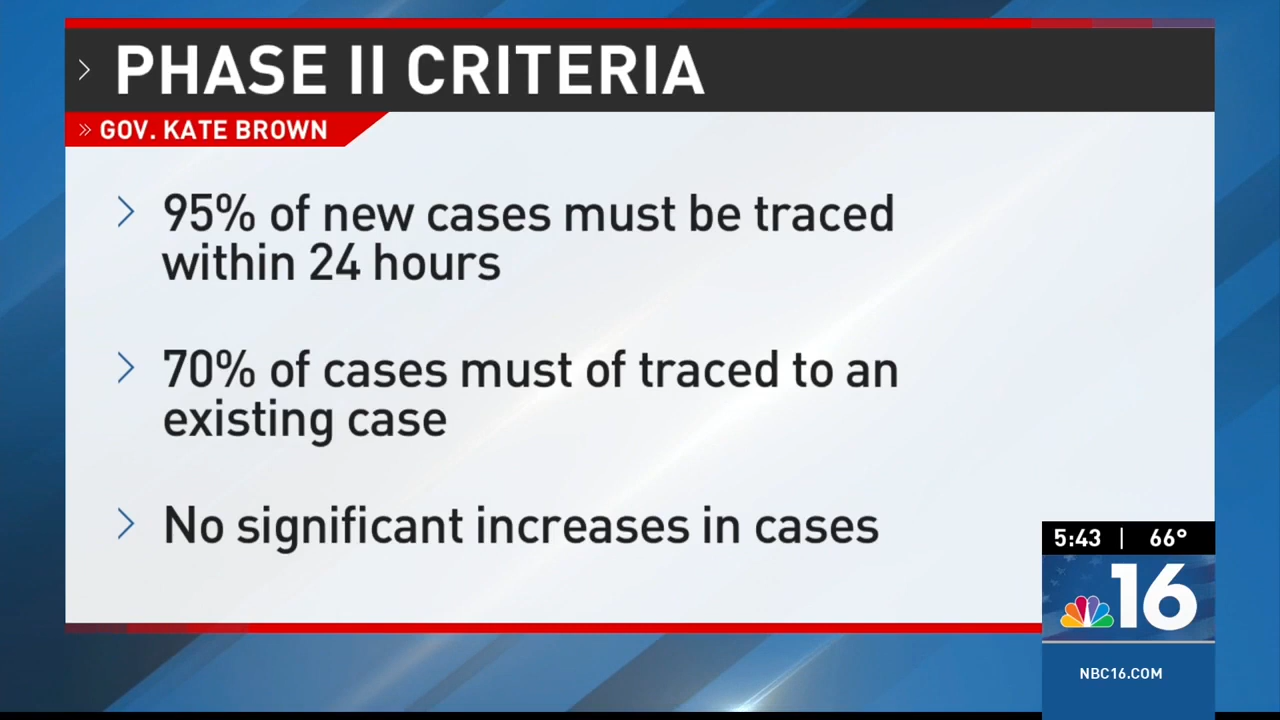 PHASE II CRITERIA
GOV. KATE BROWN
95% of new cases must be traced
within 24 hours
70% of cases must of traced to an
existing case
No significant increases in cases
5:43 | 66°
16
NBC16.COM